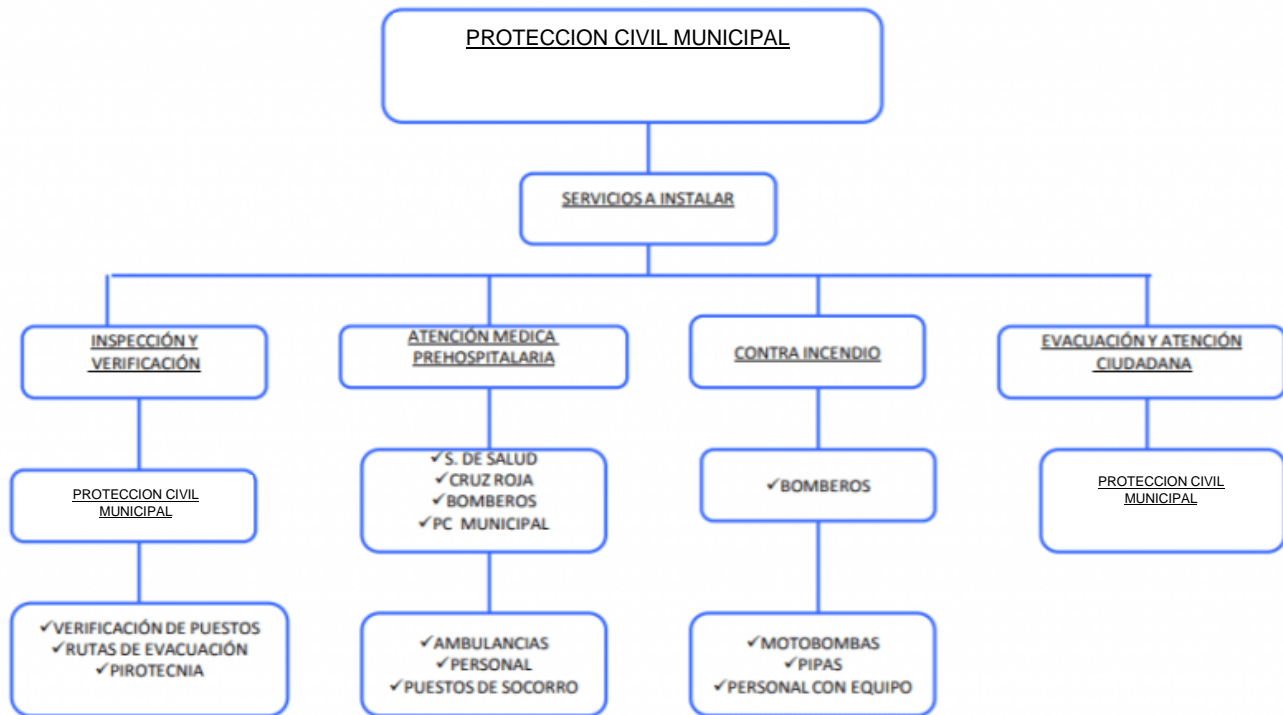 PROTECCION CIVIL MUNICIPAL
SERVICIOS A INSTALAR
INSPECCIÓN Y
VERIFICACIÓN
ATENCIÓN MEDICA
PREHOSPITALARIA
CONTRA INCENDIO
EVACUACIÓN Y ATENCIÓN
CIUDADANA
PROTECCION CIVIL
MUNICIPAL
✓S. DE SALUD
✓CRUZ ROJA
✓BOMBEROS
✓PC MUNICIPAL
✓BOMBEROS
PROTECCION CIVIL
MUNICIPAL
✓VERIFICACIÓN DE PUESTOS
✓RUTAS DE EVACUACIÓN
✓PIROTECNIA
✓AMBULANCIAS
✓PERSONAL
✓PUESTOS DE SOCORRO
✓MOTOBOMBAS
✓PIPAS
✓PERSONAL CON EQUIPO